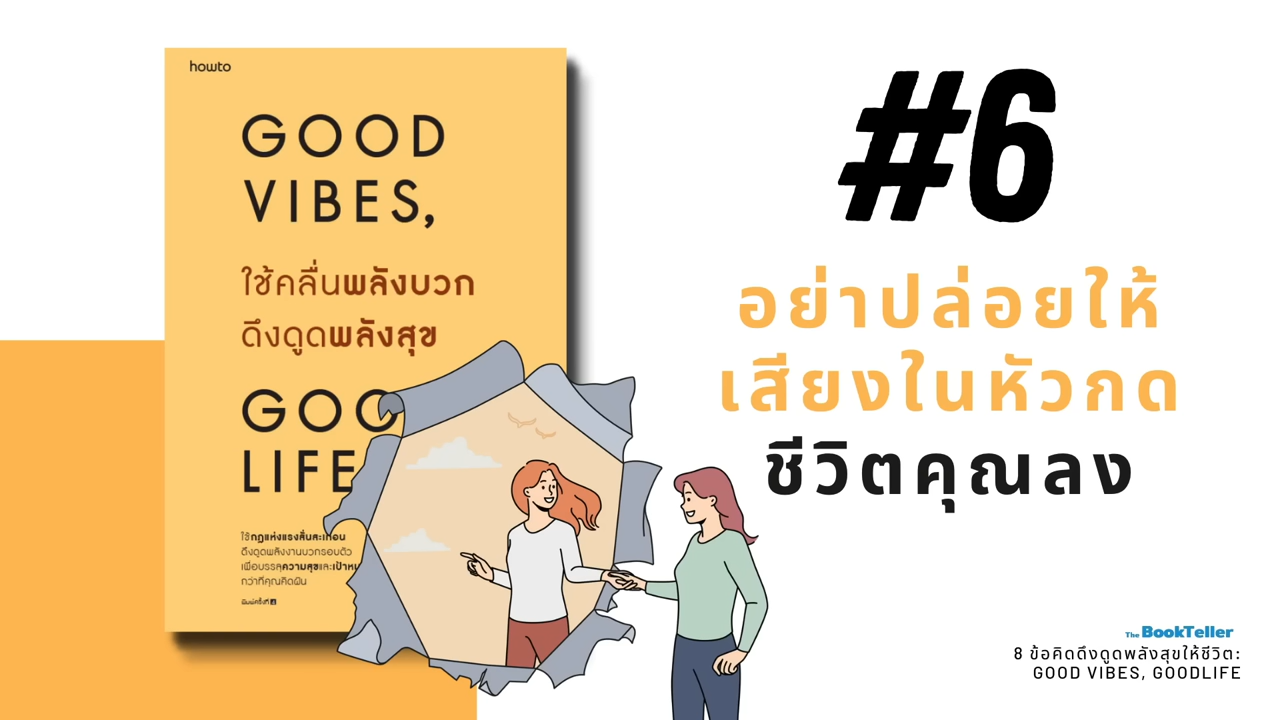 howto
GOOD
VIBES,
ใช้คลื่นพลังบวก
ดึงดูดพลังสุข
GOO
LIFE
ใช้กฎแห่งแรงสั่นสะเทือน
ดึงดูดพลังงานบวกรอบตัว
เพื่อบรรลุความสุขและเป้าห
กว่าที่คุณคิดฝัน
พิมพ์ครั้งที่ 4
#6
อย่าปล่อยให้
เสียงในหัวกด
ชีวิตคุณลง
The BookTeller
8 ข้อคิดดึงดูดพลังสุขให้ชีวิต:
GOOD VIBES, GOODLIFE